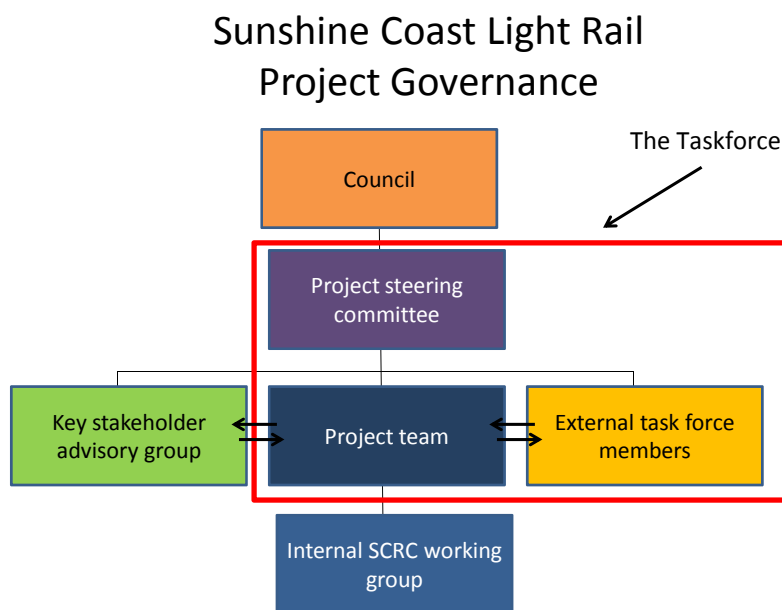 Sunshine Coast Light Rail
Project Governance
The Taskforce
Council
Project steering
committee
Key stakeholder
advisory group
Project team
External task force
members
Internal SCRC working
group